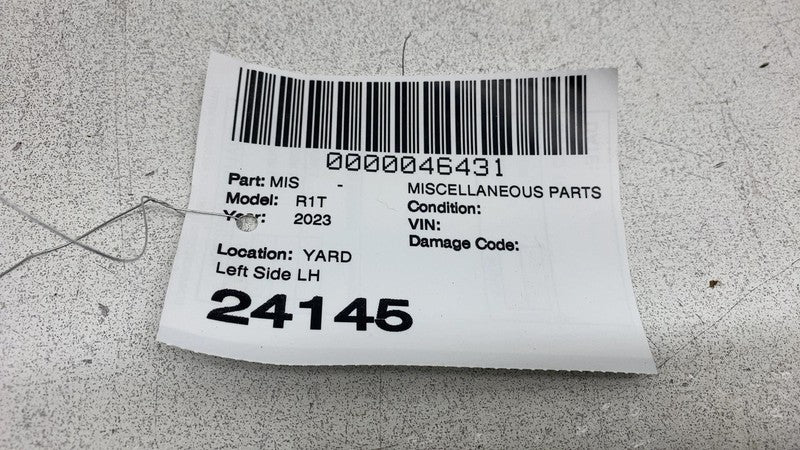 0000046431
Part: MIS - MISCELLANEOUS PARTS
Model: R1T Condition:
Year: 2023 VIN:
Damage Code:
Location: YARD
Left Side LH
24145